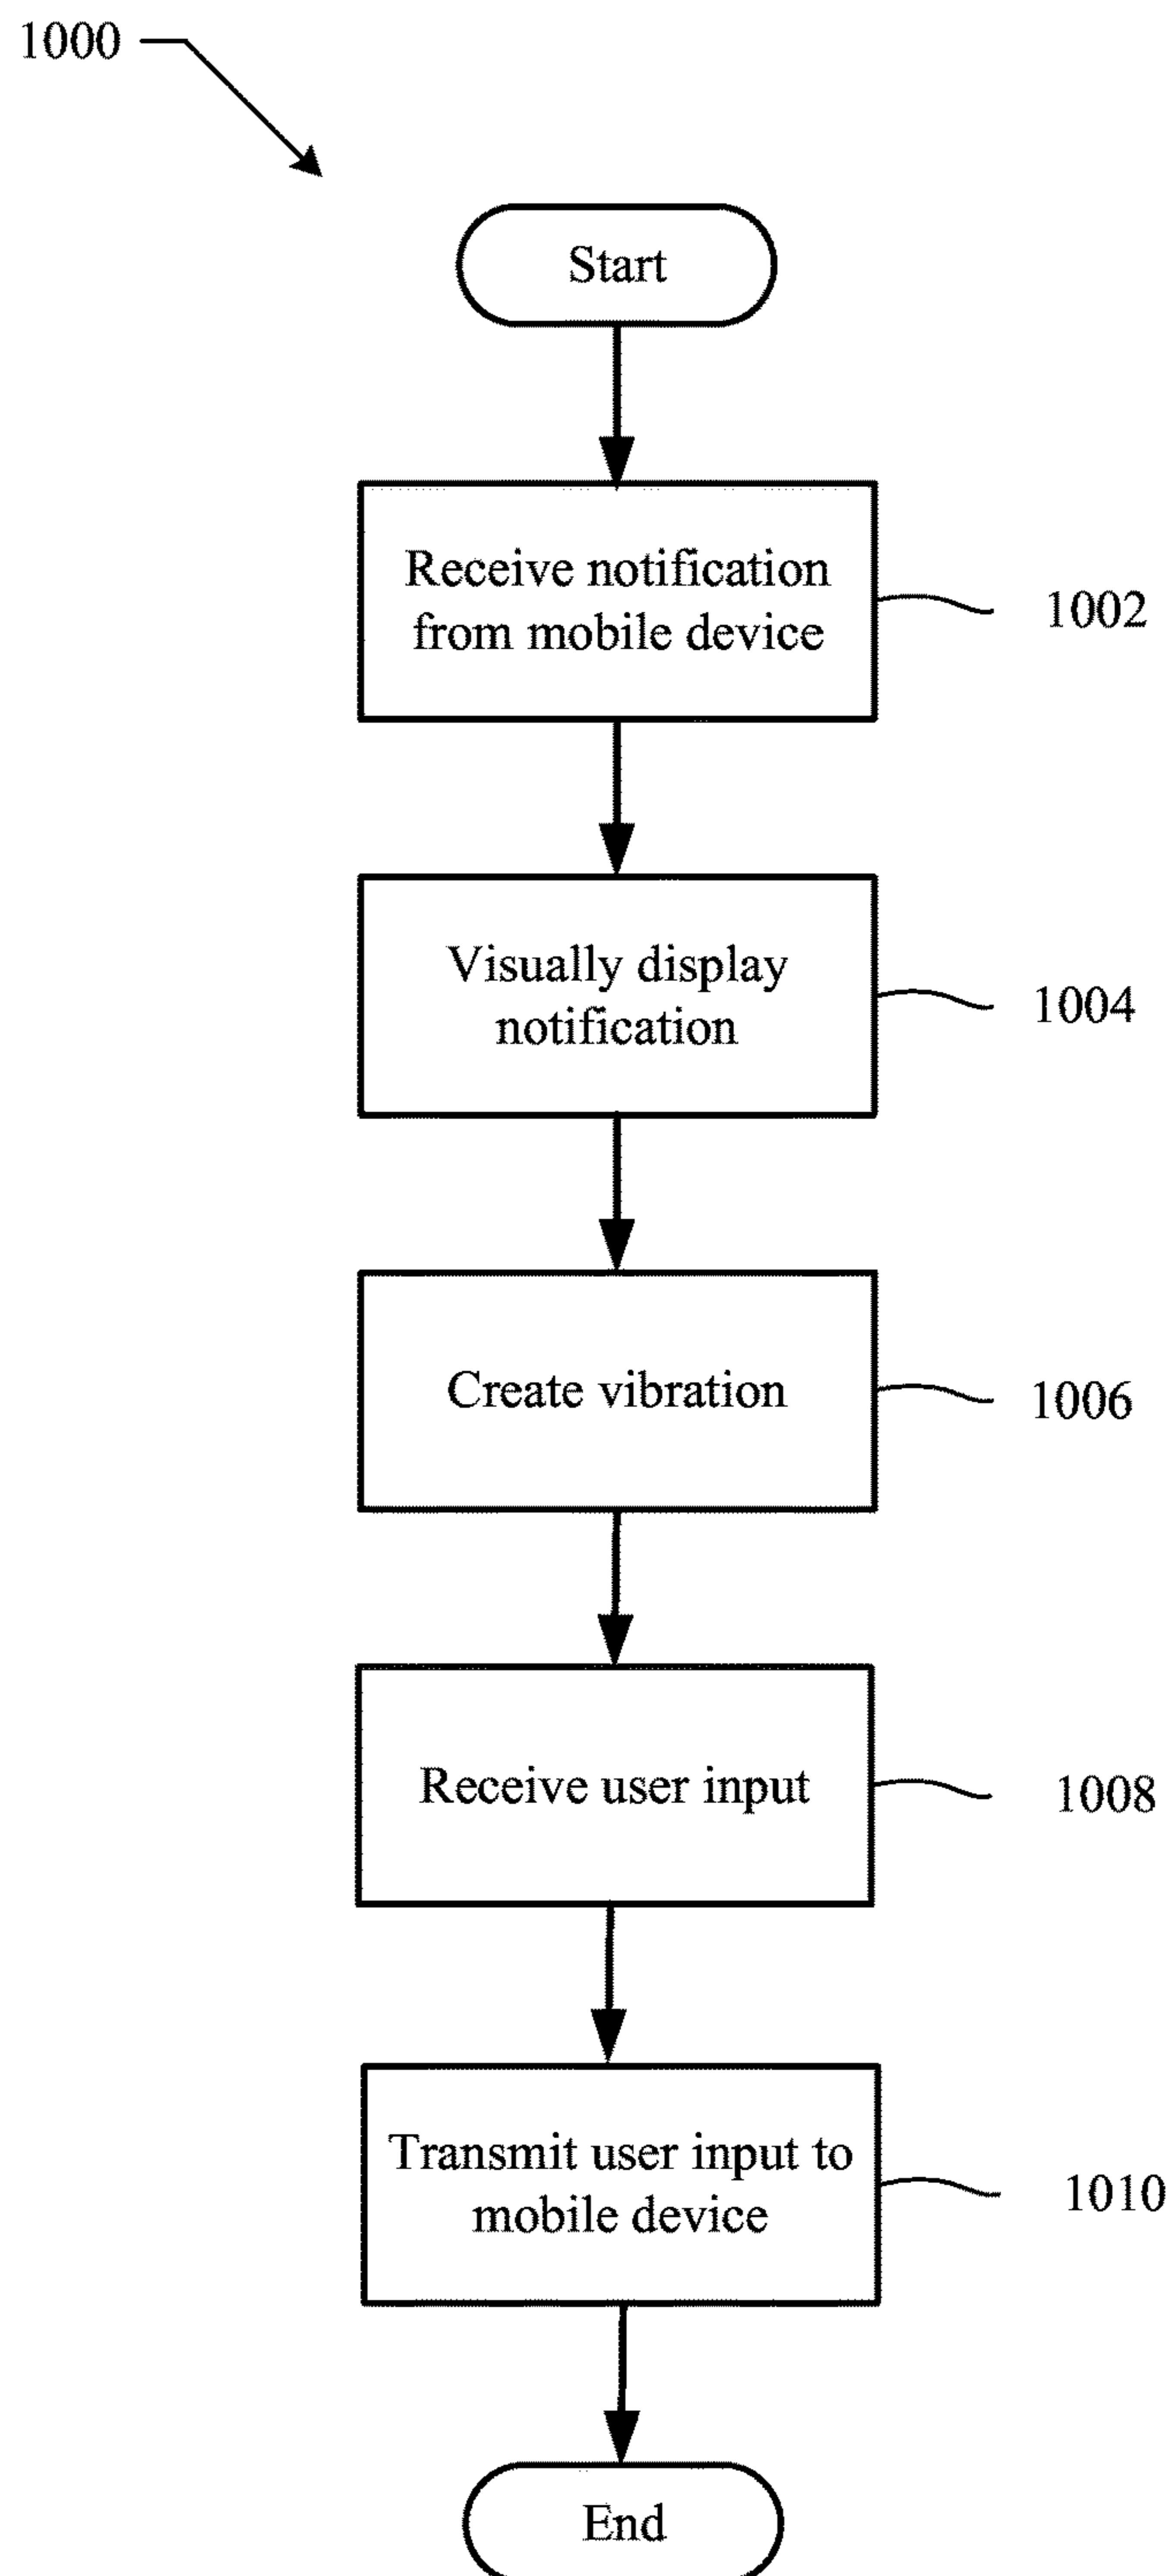 1000
Start
Receive notification
from mobile device
1002
Visually display
notification
1004
Create vibration
1006
Receive user input
1008
Transmit user input to
mobile device
1010
End